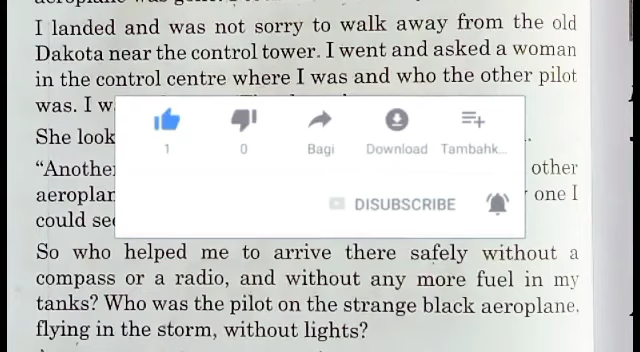 I landed and was not sorry to walk away from the old
Dakota near the control tower. I went and asked a woman
in the control centre where I was and who the other pilot
was. I w
She look
1
0
Bagi
Download
Tambahk...
"Another
other
aeroplan
one I
could see
DISUBSCRIBE
So who helped me to arrive there safely without a
compass or a radio, and without any more fuel in my
tanks? Who was the pilot on the strange black aeroplane,
flying in the storm, without lights?